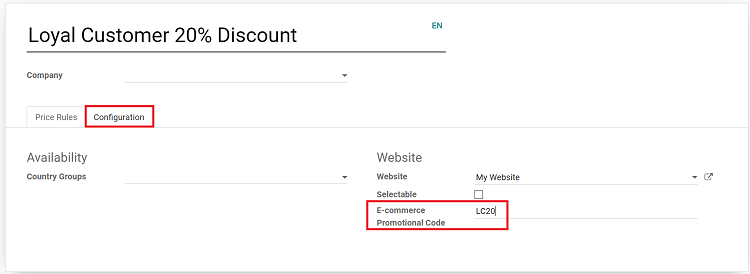 Loyal Customer 20% Discount
EN
Company
Price Rules
Configuration
Availability
Website
Country Groups
Website
My Website
Selectable
E-commerce
LC20
Promotional Code